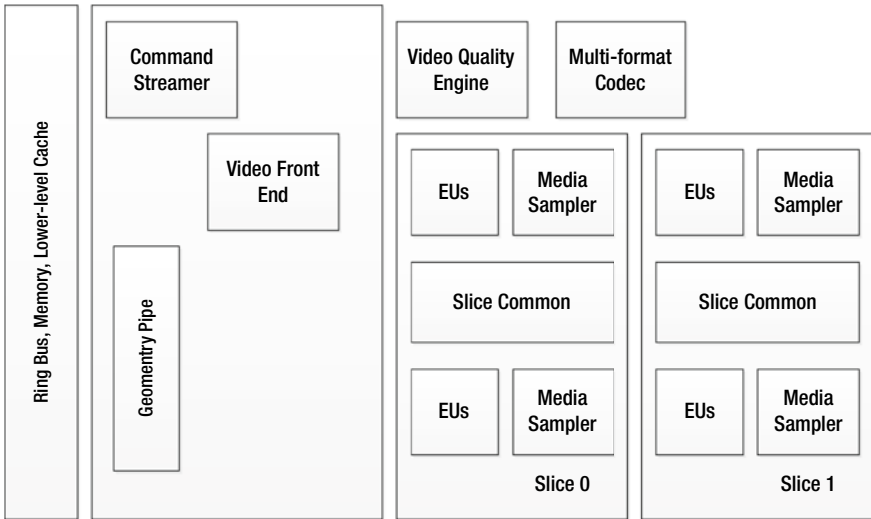 Ring Bus, Memory, Lower-level Cache
Command
Streamer
Video Front
End
Geomentry Pipe
Video Quality
Engine
Multi-format
Codec
EUs
Media
Sampler
Slice Common
EUs
Media
Sampler
Slice 0
EUs
Media
Sampler
Slice Common
EUs
Media
Sampler
Slice 1